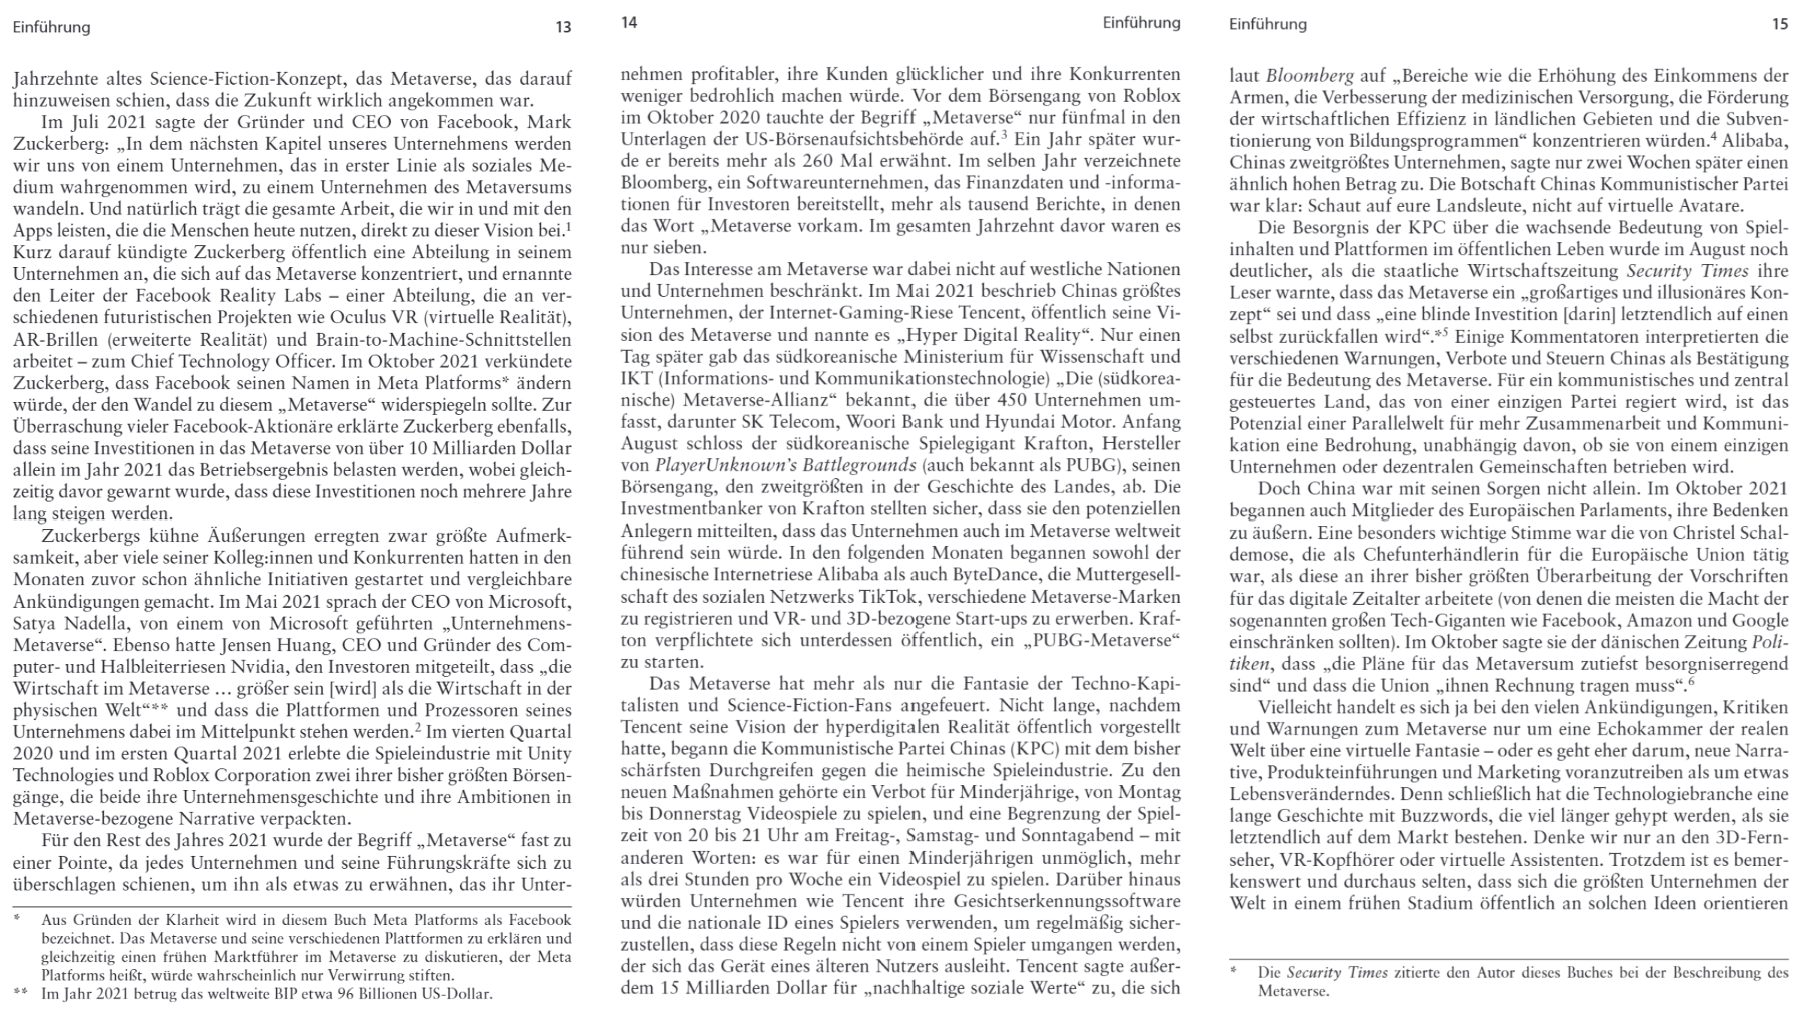 Einführung 13
Jahrzehnte altes Science-Fiction-Konzept, das Metaverse, das darauf
hinzuweisen schien, dass die Zukunft wirklich angekommen war.
Im Juli 2021 sagte der Gründer und CEO von Facebook, Mark
Zuckerberg: „In dem nächsten Kapitel unseres Unternehmens werden
wir uns von einem Unternehmen, das in erster Linie als soziales Me-
dium wahrgenommen wird, zu einem Unternehmen des Metaversums
wandeln. Und natürlich trägt die gesamte Arbeit, die wir in und mit den
Apps leisten, die die Menschen heute nutzen, direkt zu dieser Vision bei.¹
Kurz darauf kündigte Zuckerberg öffentlich eine Abteilung in seinem
Unternehmen an, die sich auf das Metaverse konzentriert, und ernannte
den Leiter der Facebook Reality Labs – einer Abteilung, die an ver-
schiedenen futuristischen Projekten wie Oculus VR (virtuelle Realität),
AR-Brillen (erweiterte Realität) und Brain-to-Machine-Schnittstellen
arbeitet – zum Chief Technology Officer. Im Oktober 2021 verkündete
Zuckerberg, dass Facebook seinen Namen in Meta Platforms* ändern
würde, der den Wandel zu diesem „Metaverse“ widerspiegeln sollte. Zur
Überraschung vieler Facebook-Aktionäre erklärte Zuckerberg ebenfalls,
dass seine Investitionen in das Metaverse von über 10 Milliarden Dollar
allein im Jahr 2021 das Betriebsergebnis belasten werden, wobei gleich-
zeitig davor gewarnt wurde, dass diese Investitionen noch mehrere Jahre
lang steigen werden.
Zuckerbergs kühne Äußerungen erregten zwar größte Aufmerk-
samkeit, aber viele seiner Kolleg:innen und Konkurrenten hatten in den
Monaten zuvor schon ähnliche Initiativen gestartet und vergleichbare
Ankündigungen gemacht. Im Mai 2021 sprach der CEO von Microsoft,
Satya Nadella, von einem von Microsoft geführten „Unternehmens-
Metaverse“. Ebenso hatte Jensen Huang, CEO und Gründer des Com-
puter- und Halbleiterriesen Nvidia, den Investoren mitgeteilt, dass „die
Wirtschaft im Metaverse … größer sein [wird] als die Wirtschaft in der
physischen Welt“** und dass die Plattformen und Prozessoren seines
Unternehmens dabei im Mittelpunkt stehen werden.² Im vierten Quartal
2020 und im ersten Quartal 2021 erlebte die Spieleindustrie mit Unity
Technologies und Roblox Corporation zwei ihrer bisher größten Börsen-
gänge, die beide ihre Unternehmensgeschichte und ihre Ambitionen in
Metaverse-bezogene Narrative verpackten.
Für den Rest des Jahres 2021 wurde der Begriff „Metaverse“ fast zu
einer Pointe, da jedes Unternehmen und seine Führungskräfte sich zu
überschlagen schienen, um ihn als etwas zu erwähnen, das ihr Unter-
* Aus Gründen der Klarheit wird in diesem Buch Meta Platforms als Facebook
bezeichnet. Das Metaverse und seine verschiedenen Plattformen zu erklären und
gleichzeitig einen frühen Marktführer im Metaverse zu diskutieren, der Meta
Platforms heißt, würde wahrscheinlich nur Verwirrung stiften.
** Im Jahr 2021 betrug das weltweite BIP etwa 96 Billionen US-Dollar.
14 Einführung
nehmen profitabler, ihre Kunden glücklicher und ihre Konkurrenten
weniger bedrohlich machen würde. Vor dem Börsengang von Roblox
im Oktober 2020 tauchte der Begriff „Metaverse“ nur fünfmal in den
Unterlagen der US-Börsenaufsichtsbehörde auf.³ Ein Jahr später wur-
de er bereits mehr als 260 Mal erwähnt. Im selben Jahr verzeichnete
Bloomberg, ein Softwareunternehmen, das Finanzdaten und -informa-
tionen für Investoren bereitstellt, mehr als tausend Berichte, in denen
das Wort „Metaverse vorkam. Im gesamten Jahrzehnt davor waren es
nur sieben.
Das Interesse am Metaverse war dabei nicht auf westliche Nationen
und Unternehmen beschränkt. Im Mai 2021 beschrieb Chinas größtes
Unternehmen, der Internet-Gaming-Riese Tencent, öffentlich seine Vi-
sion des Metaverse und nannte es „Hyper Digital Reality“. Nur einen
Tag später gab das südkoreanische Ministerium für Wissenschaft und
IKT (Informations- und Kommunikationstechnologie) „Die (südkorea-
nische) Metaverse-Allianz“ bekannt, die über 450 Unternehmen um-
fasst, darunter SK Telecom, Woori Bank und Hyundai Motor. Anfang
August schloss der südkoreanische Spielegigant Krafton, Hersteller
von PlayerUnknown’s Battlegrounds (auch bekannt als PUBG), seinen
Börsengang, den zweitgrößten in der Geschichte des Landes, ab. Die
Investmentbanker von Krafton stellten sicher, dass sie den potenziellen
Anlegern mitteilten, dass das Unternehmen auch im Metaverse weltweit
führend sein würde. In den folgenden Monaten begannen sowohl der
chinesische Internetriese Alibaba als auch ByteDance, die Muttergesell-
schaft des sozialen Netzwerks TikTok, verschiedene Metaverse-Marken
zu registrieren und VR- und 3D-bezogene Start-ups zu erwerben. Kraf-
ton verpflichtete sich unterdessen öffentlich, ein „PUBG-Metaverse“
zu starten.
Das Metaverse hat mehr als nur die Fantasie der Techno-Kapi-
talisten und Science-Fiction-Fans angefeuert. Nicht lange, nachdem
Tencent seine Vision der hyperdigitalen Realität öffentlich vorgestellt
hatte, begann die Kommunistische Partei Chinas (KPC) mit dem bisher
schärfsten Durchgreifen gegen die heimische Spieleindustrie. Zu den
neuen Maßnahmen gehörte ein Verbot für Minderjährige, von Montag
bis Donnerstag Videospiele zu spielen, und eine Begrenzung der Spiel-
zeit von 20 bis 21 Uhr am Freitag-, Samstag- und Sonntagabend – mit
anderen Worten: es war für einen Minderjährigen unmöglich, mehr
als drei Stunden pro Woche ein Videospiel zu spielen. Darüber hinaus
würden Unternehmen wie Tencent ihre Gesichtserkennungssoftware
und die nationale ID eines Spielers verwenden, um regelmäßig sicher-
zustellen, dass diese Regeln nicht von einem Spieler umgangen werden,
der sich das Gerät eines älteren Nutzers ausleiht. Tencent sagte außer-
dem 15 Milliarden Dollar für „nachhaltige soziale Werte“ zu, die sich
Einführung 15
laut Bloomberg auf „Bereiche wie die Erhöhung des Einkommens der
Armen, die Verbesserung der medizinischen Versorgung, die Förderung
der wirtschaftlichen Effizienz in ländlichen Gebieten und die Subven-
tionierung von Bildungsprogrammen“ konzentrieren würden.⁴ Alibaba,
Chinas zweitgrößtes Unternehmen, sagte nur zwei Wochen später einen
ähnlich hohen Betrag zu. Die Botschaft Chinas Kommunistischer Partei
war klar: Schaut auf eure Landsleute, nicht auf virtuelle Avatare.
Die Besorgnis der KPC über die wachsende Bedeutung von Spiel-
inhalten und Plattformen im öffentlichen Leben wurde im August noch
deutlicher, als die staatliche Wirtschaftszeitung Security Times ihre
Leser warnte, dass das Metaverse ein „großartiges und illusionäres Kon-
zept“ sei und dass „eine blinde Investition [darin] letztendlich auf einen
selbst zurückfallen wird“.*⁵ Einige Kommentatoren interpretierten die
verschiedenen Warnungen, Verbote und Steuern Chinas als Bestätigung
für die Bedeutung des Metaverse. Für ein kommunistisches und zentral
gesteuertes Land, das von einer einzigen Partei regiert wird, ist das
Potenzial einer Parallelwelt für mehr Zusammenarbeit und Kommuni-
kation eine Bedrohung, unabhängig davon, ob sie von einem einzigen
Unternehmen oder dezentralen Gemeinschaften betrieben wird.
Doch China war mit seinen Sorgen nicht allein. Im Oktober 2021
begannen auch Mitglieder des Europäischen Parlaments, ihre Bedenken
zu äußern. Eine besonders wichtige Stimme war die von Christel Schal-
demose, die als Chefunterhändlerin für die Europäische Union tätig
war, als diese an ihrer bisher größten Überarbeitung der Vorschriften
für das digitale Zeitalter arbeitete (von denen die meisten die Macht der
sogenannten großen Tech-Giganten wie Facebook, Amazon und Google
einschränken sollten). Im Oktober sagte sie der dänischen Zeitung Poli-
tiken, dass „die Pläne für das Metaversum zutiefst besorgniserregend
sind“ und dass die Union „ihnen Rechnung tragen muss“.⁶
Vielleicht handelt es sich ja bei den vielen Ankündigungen, Kritiken
und Warnungen zum Metaverse nur um eine Echokammer der realen
Welt über eine virtuelle Fantasie – oder es geht eher darum, neue Narra-
tive, Produkteinführungen und Marketing voranzutreiben als um etwas
Lebensveränderndes. Denn schließlich hat die Technologiebranche eine
lange Geschichte mit Buzzwords, die viel länger gehypt werden, als sie
letztendlich auf dem Markt bestehen. Denke wir nur an den 3D-Fern-
seher, VR-Kopfhörer oder virtuelle Assistenten. Trotzdem ist es bemer-
kenswert und durchaus selten, dass sich die größten Unternehmen der
Welt in einem frühen Stadium öffentlich an solchen Ideen orientieren
* Die Security Times zitierte den Autor dieses Buches bei der Beschreibung des
Metaverse.